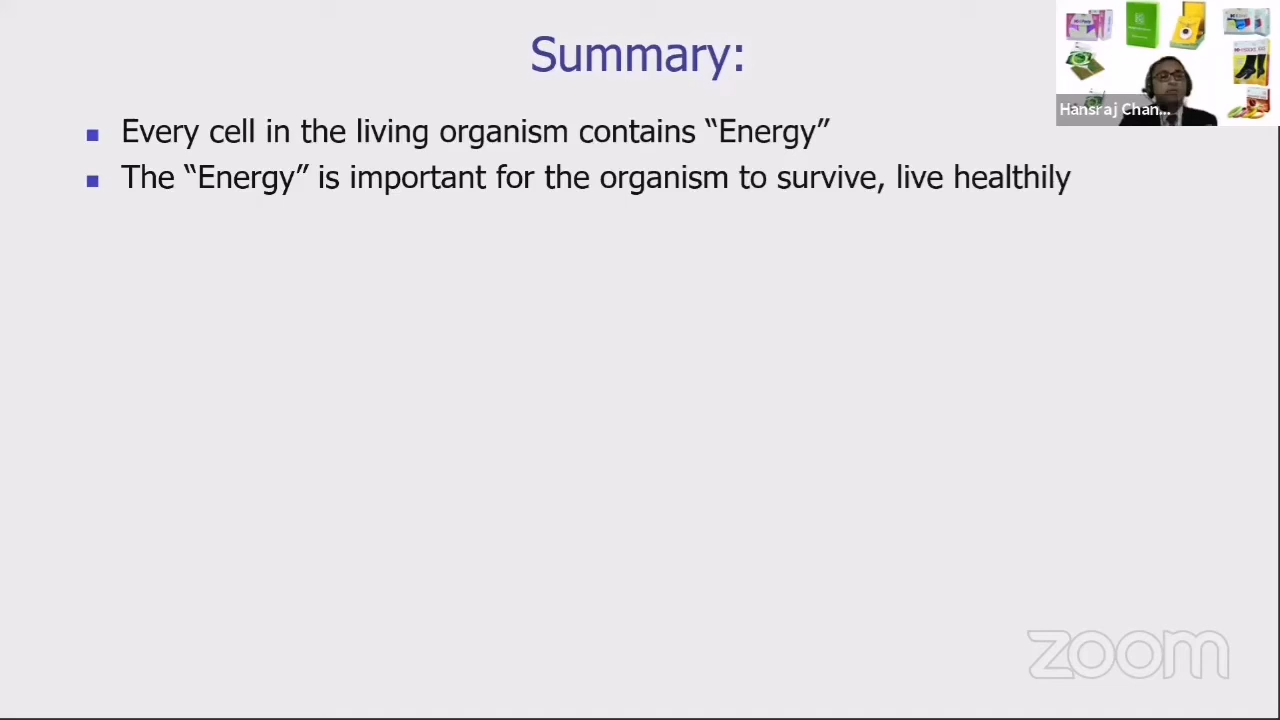 Summary:
Every cell in the living organism contains “Energy”
The “Energy” is important for the organism to survive, live healthily
Hansraj Chan...
zoom